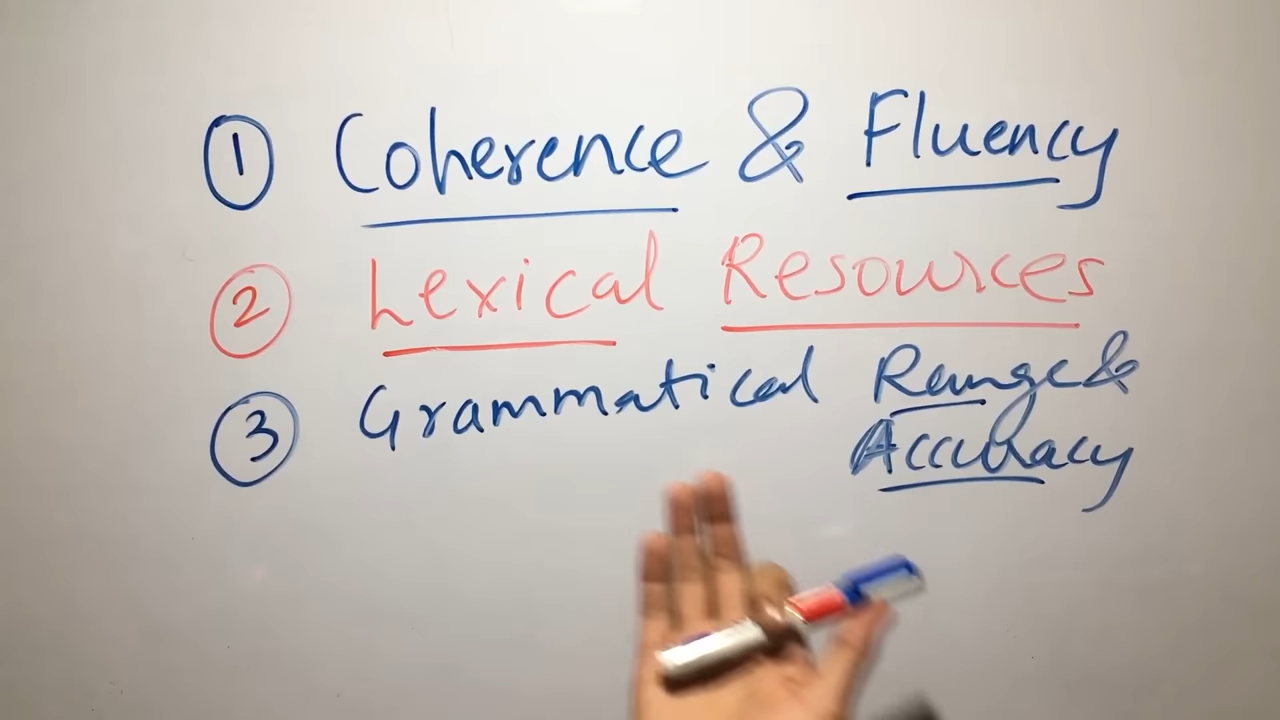 1 Coherence & Fluency
2 Lexical Resources
3 Grammatical Range &
Accuracy